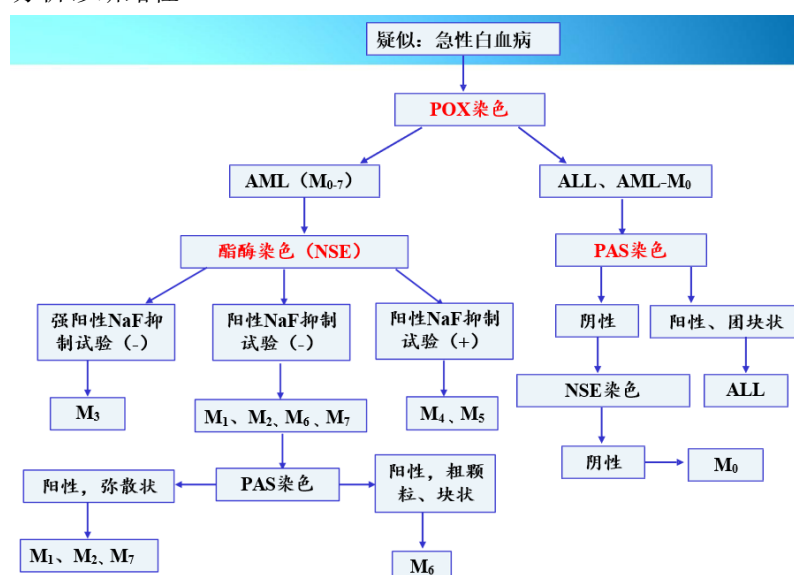 疑似：急性白血病
POX染色
AML（M₀₋₇）
ALL、AML-M₀
酯酶染色（NSE）
PAS染色
强阳性NaF抑
制试验（-）
阳性NaF抑制
试验（-）
阳性NaF抑制
试验（+）
阴性
阳性、团块状
M₃
M₁、M₂、M₆、M₇
M₄、M₅
NSE染色
ALL
阳性，弥散状
PAS染色
阳性，粗颗
粒、块状
阴性
M₀
M₁、M₂、M₇
M₆